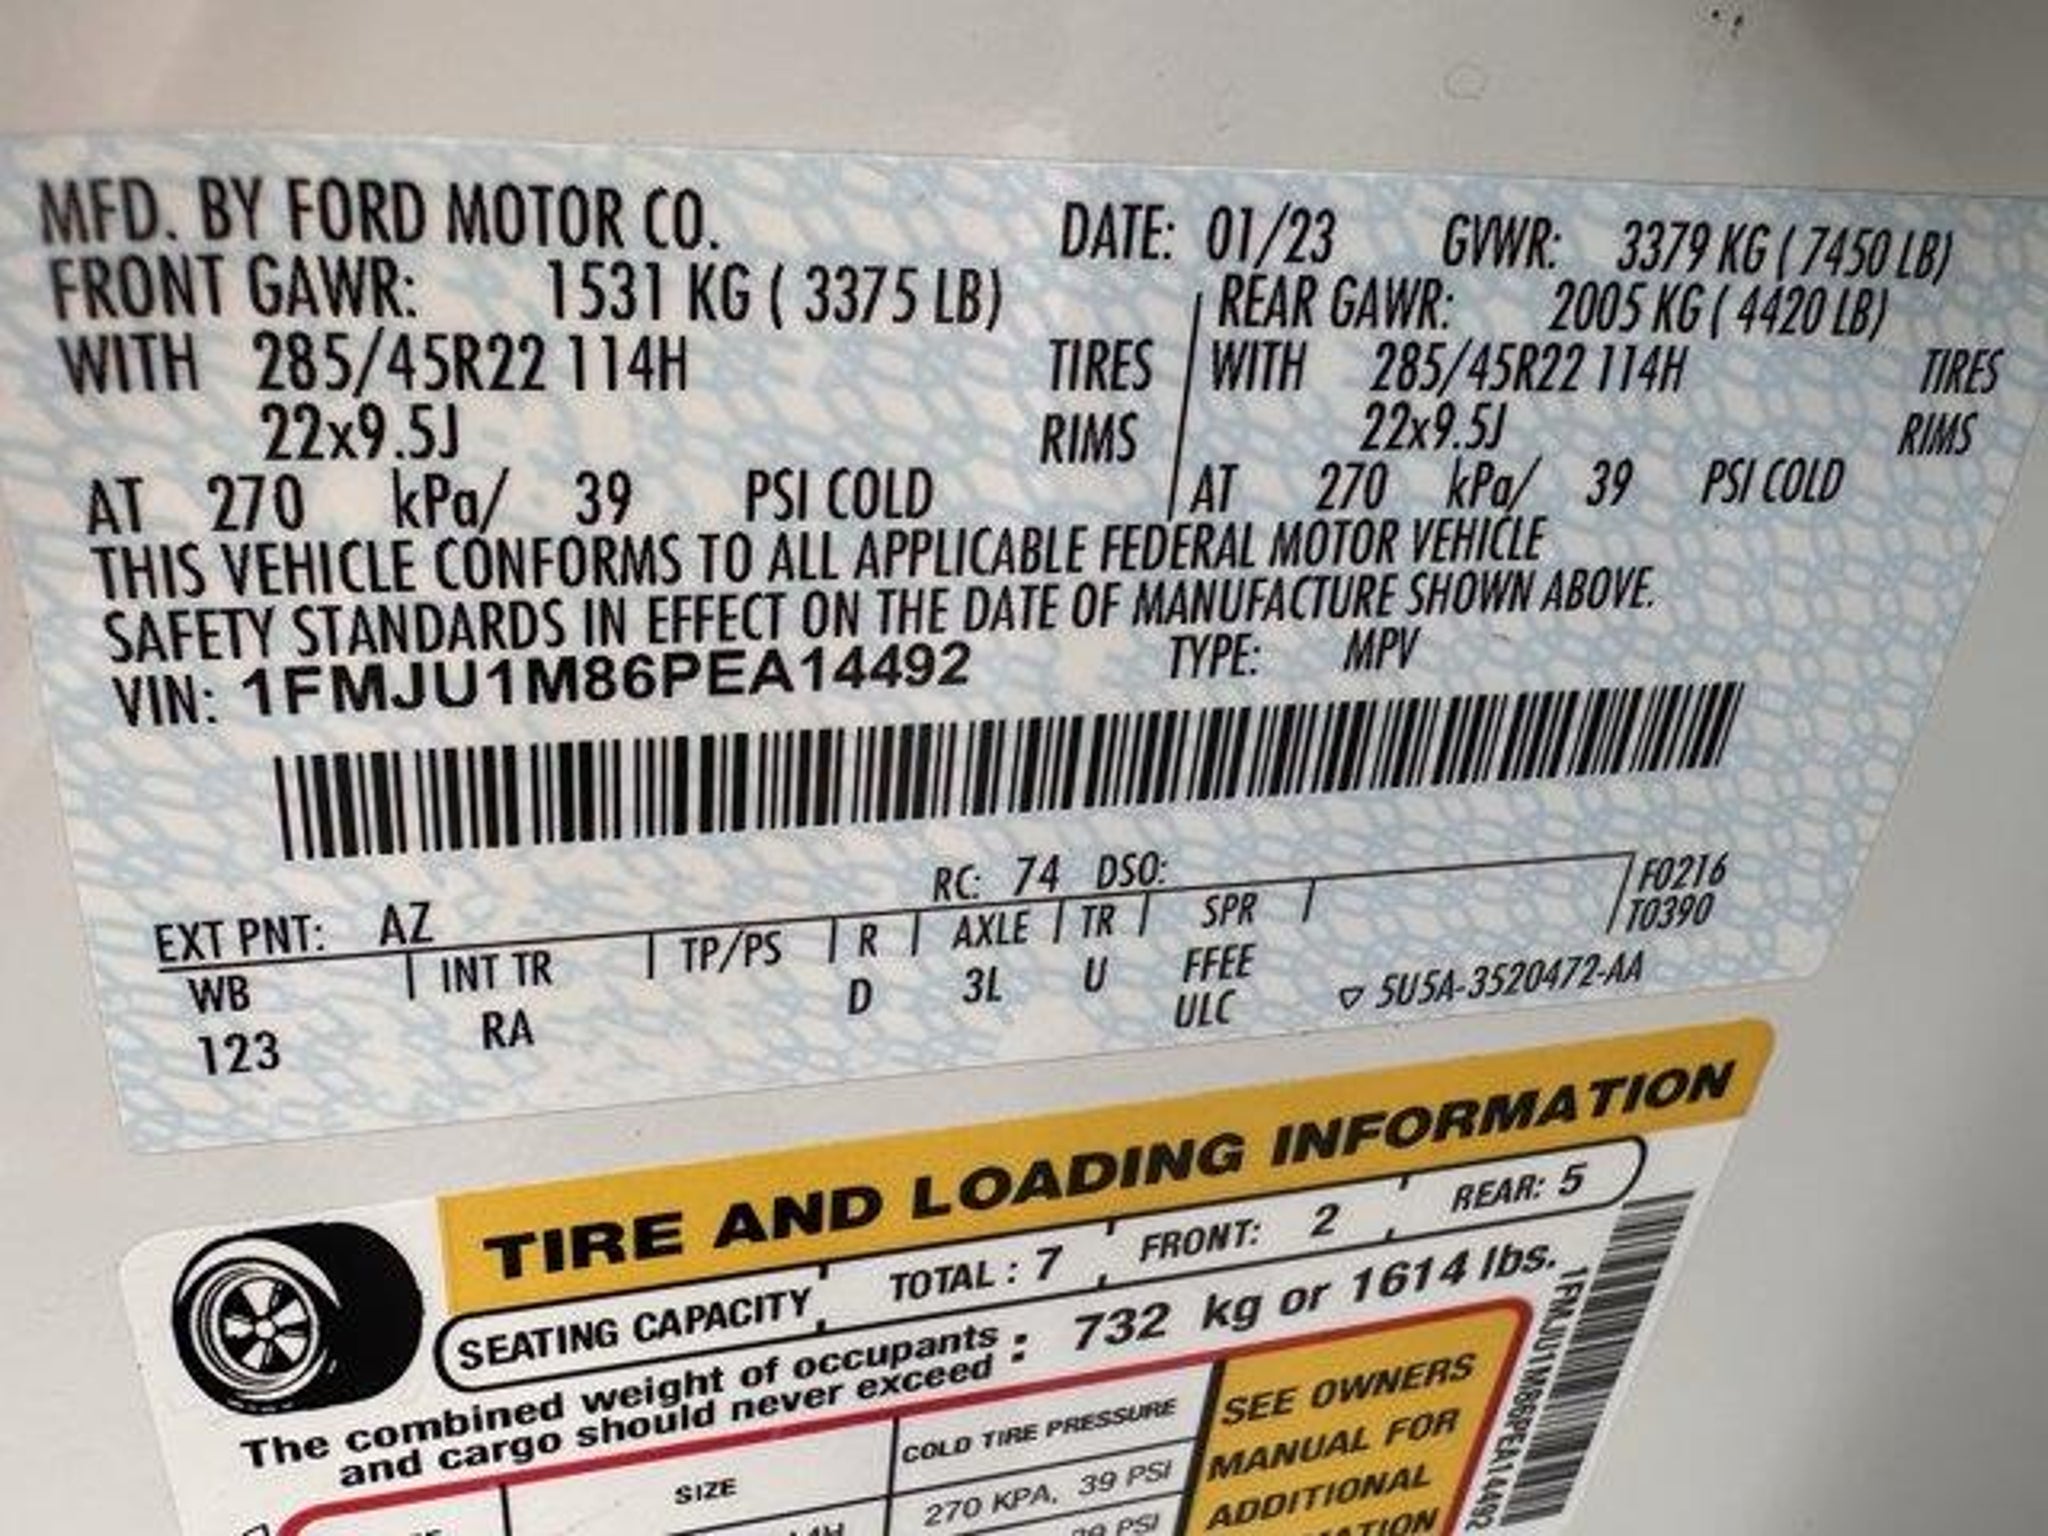 MFD. BY FORD MOTOR CO. DATE: 01/23 GVWR: 3379 KG ( 7450 LB)
FRONT GAWR: 1531 KG ( 3375 LB) REAR GAWR: 2005 KG ( 4420 LB)
WITH 285/45R22 114H TIRES WITH 285/45R22 114H TIRES
22x9.5J RIMS 22x9.5J RIMS
AT 270 kPa/ 39 PSI COLD AT 270 kPa/ 39 PSI COLD
THIS VEHICLE CONFORMS TO ALL APPLICABLE FEDERAL MOTOR VEHICLE
SAFETY STANDARDS IN EFFECT ON THE DATE OF MANUFACTURE SHOWN ABOVE.
VIN: 1FMJU1M86PEA14492 TYPE: MPV
EXT PNT: AZ RC: 74 DSO: F0216
WB INT TR TP/PS R AXLE TR SPR T0390
123 RA D 3L U FFEE
ULC 5U5A-3520472-AA
TIRE AND LOADING INFORMATION
SEATING CAPACITY TOTAL : 7 FRONT: 2 REAR: 5
The combined weight of occupants
and cargo should never exceed : 732 kg or 1614 lbs.
SIZE COLD TIRE PRESSURE
270 KPA, 39 PSI
PSI
SEE OWNERS
MANUAL FOR
ADDITIONAL
1FMJU1M86PEA14492